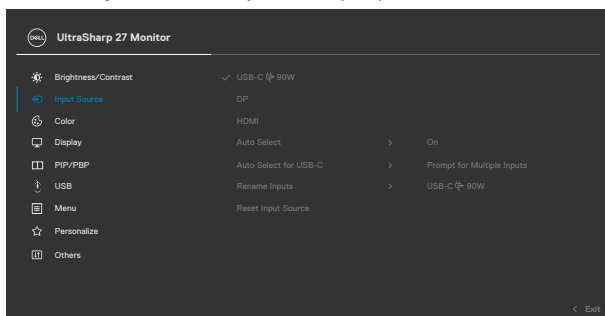 DELL UltraSharp 27 Monitor
Brightness/Contrast USB-C 90W
Input Source DP
Color HDMI
Display Auto Select On
PIP/PBP Auto Select for USB-C Prompt for Multiple Inputs
USB Rename Inputs USB-C 90W
Menu Reset Input Source
Personalize
Others
Exit